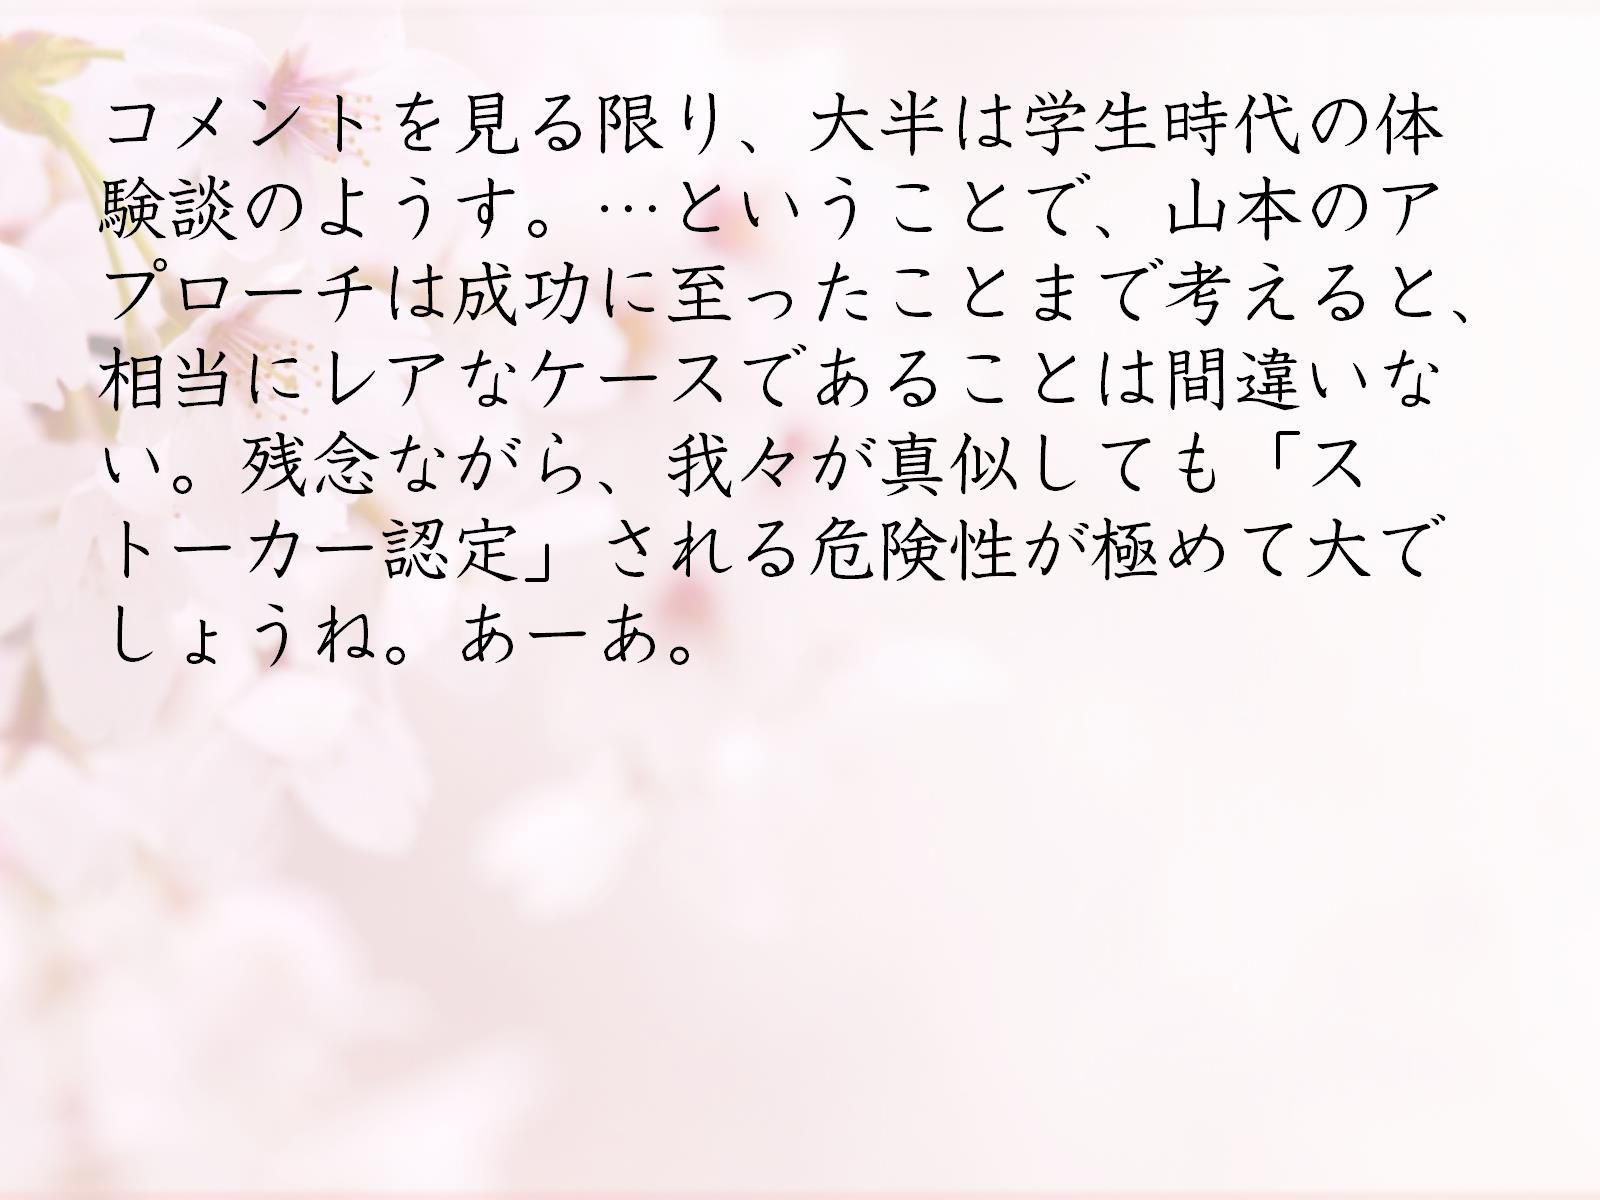 コメントを見る限り、大半は学生時代の体
験談のようす。…ということで、山本のア
プローチは成功に至ったことまで考えると、
相当にレアなケースであることは間違いな
い。残念ながら、我々が真似しても「ス
トーカー認定」される危険性が極めて大で
しょうね。あーあ。